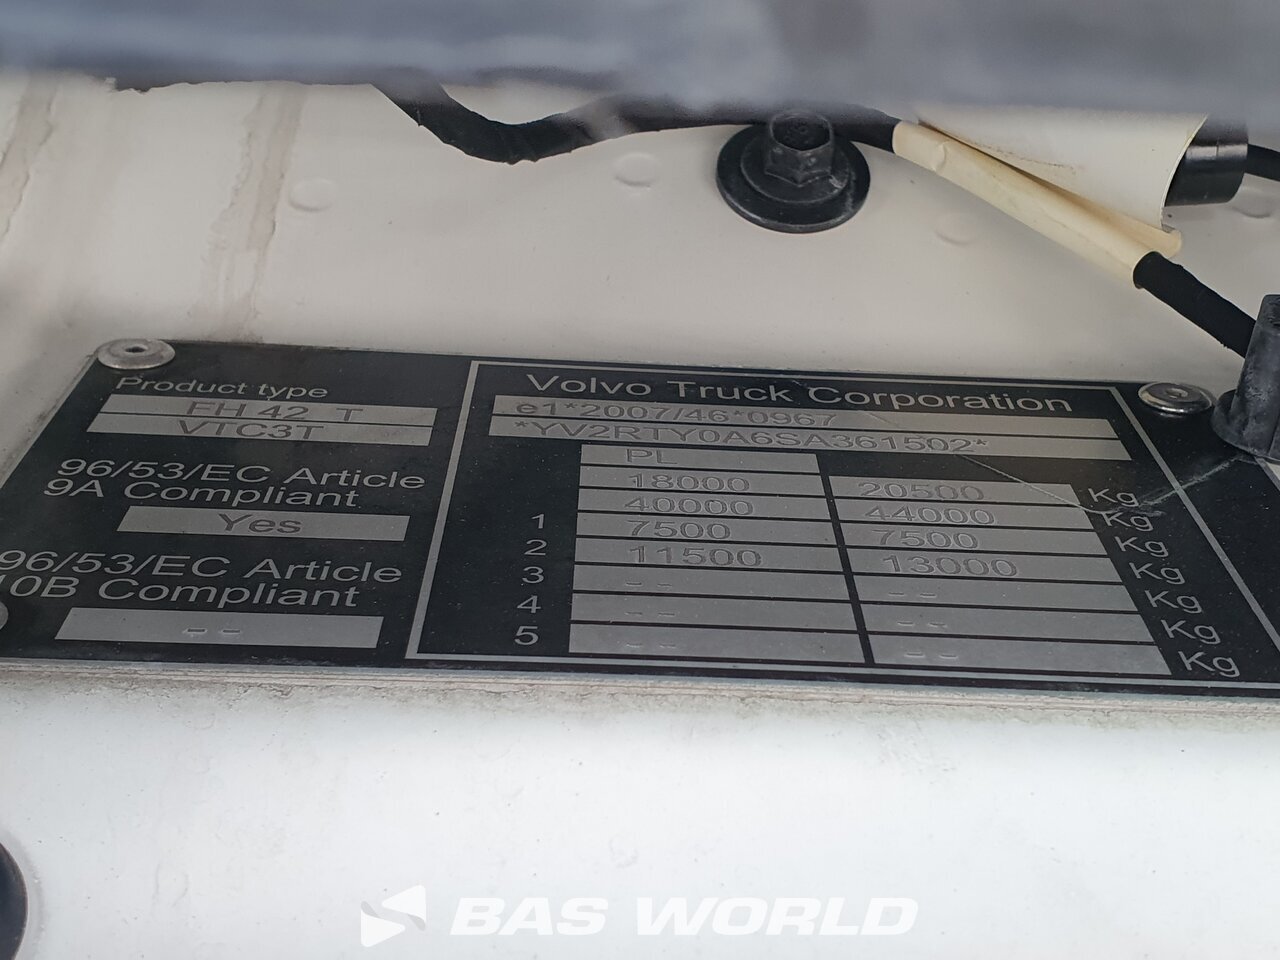 Product type
FH 42 T
VTC3T
96/53/EC Article
9A Compliant
Yes
96/53/EC Article
10B Compliant
--
Volvo Truck Corporation
e1*2007/46*0967
*YV2RTY0A6SA361502*
PL
18000 20500 Kg
40000 44000 Kg
1 7500 7500 Kg
2 11500 13000 Kg
3 -- -- Kg
4 -- -- Kg
5 -- -- Kg
BAS WORLD